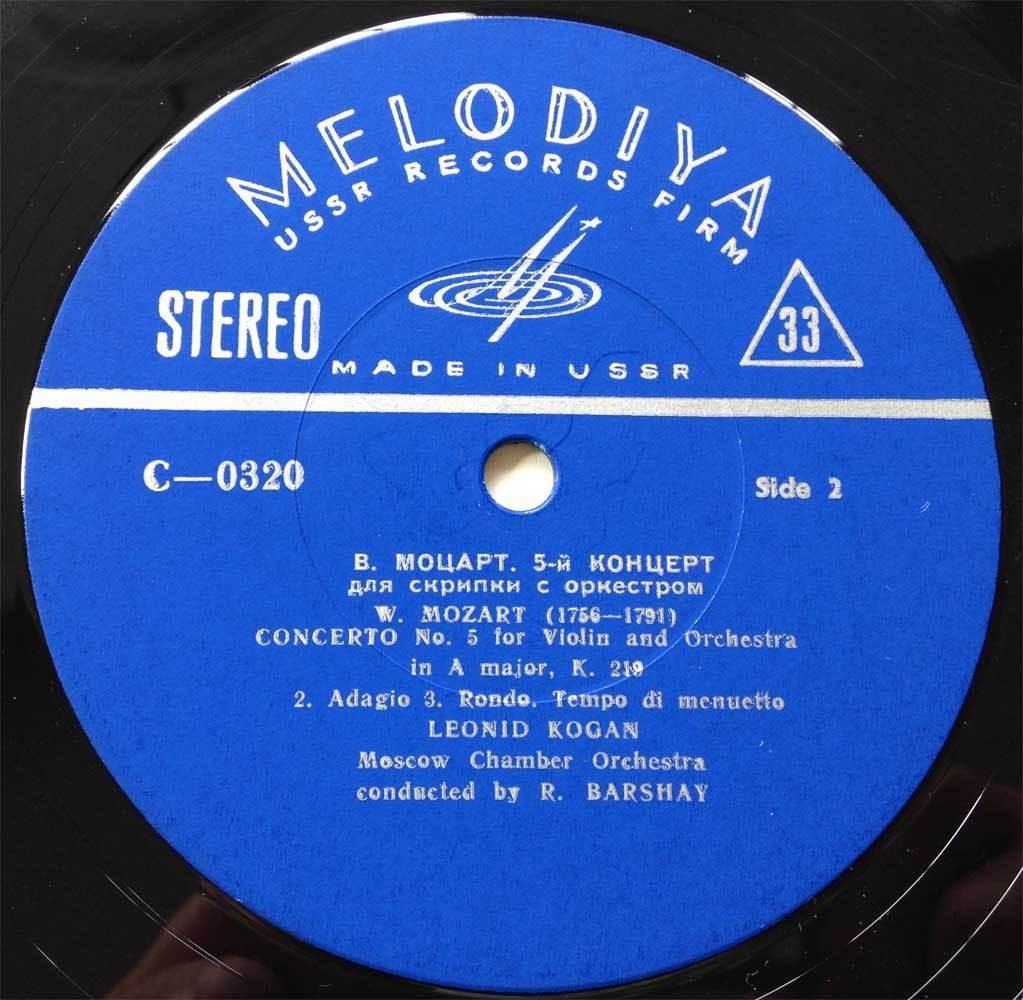 MELODIYA
USSR RECORDS FIRM
STEREO
33
MADE IN USSR
C—0320
Side 2
В. МОЦАРТ. 5-й КОНЦЕРТ
для скрипки с оркестром
W. MOZART (1756—1791)
CONCERTO No. 5 for Violin and Orchestra
in A major, K. 219
2. Adagio 3. Rondo. Tempo di menuetto
LEONID KOGAN
Moscow Chamber Orchestra
conducted by R. BARSHAY